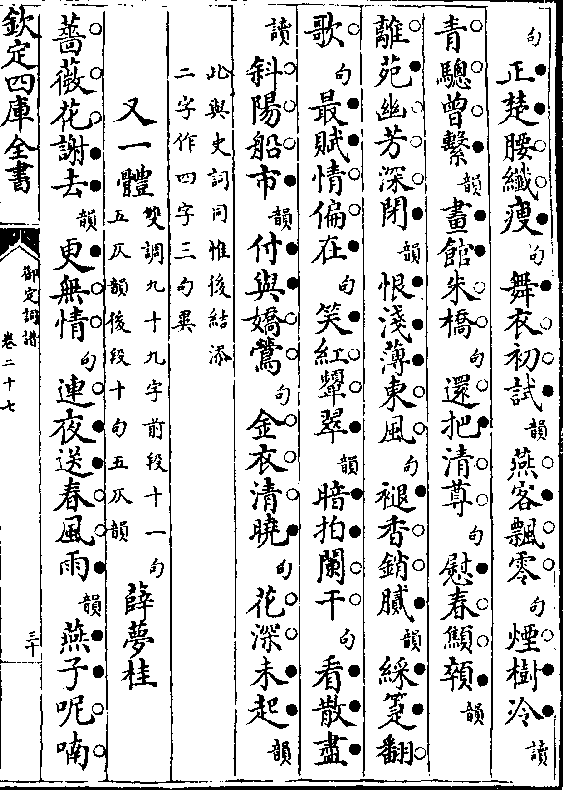 句正楚腰纖瘦句舞衣初試韻燕客飄零句煙樹冷讀
青驄曾繫韻畫館朱橋句還把清尊句慰春顦顇韻
離苑幽芳深閉韻恨淺薄東風句褪香銷膩韻綵箑翻
歌句最賦情偏在句笑紅顰翠韻暗拍闌干句看散盡
讀斜陽船市韻付與嬌鶯句金衣清曉句花深未起韻
此與史詞同惟後結添
二字作四字三句異
又一體雙調九十九字前段十一句
五仄韻後段十句五仄韻薛夢桂
薔薇花謝去韻更無情句連夜送春風雨韻燕子呢喃
欽定四庫全書
御定詞譜
卷二十七
三十